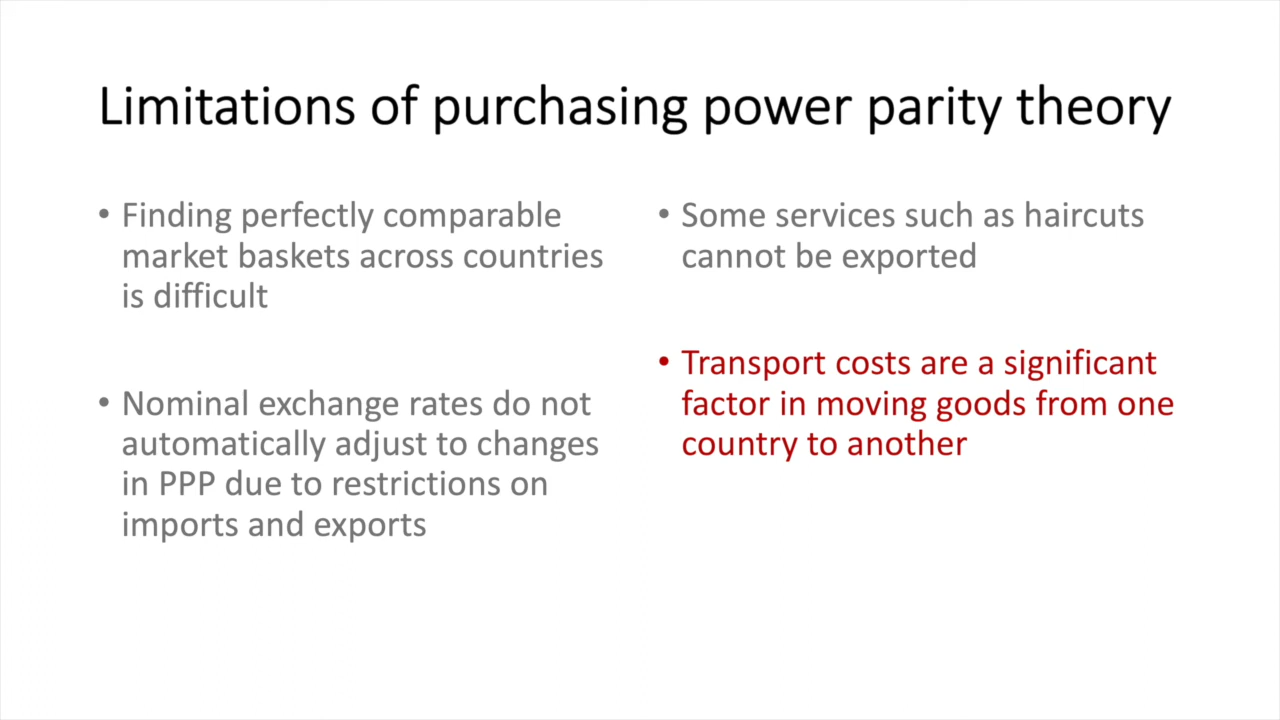 Limitations of purchasing power parity theory
• Finding perfectly comparable
market baskets across countries
is difficult
• Nominal exchange rates do not
automatically adjust to changes
in PPP due to restrictions on
imports and exports
• Some services such as haircuts
cannot be exported
• Transport costs are a significant
factor in moving goods from one
country to another